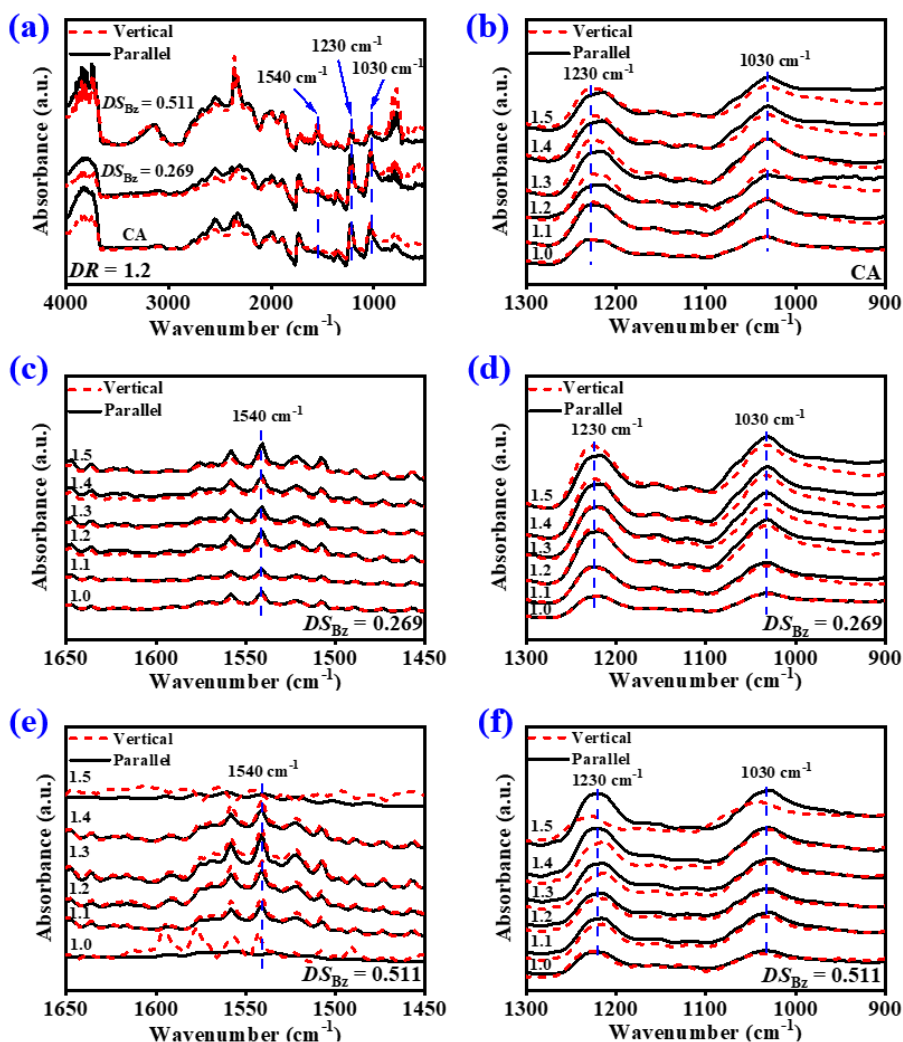 (a)
Vertical
Parallel
1230 cm⁻¹
1540 cm⁻¹
1030 cm⁻¹
DS_Bz = 0.511
DS_Bz = 0.269
CA
DR = 1.2
Absorbance (a.u.)
4000 3000 2000 1000
Wavenumber (cm⁻¹)
(b)
Vertical
Parallel
1230 cm⁻¹
1030 cm⁻¹
1.5
1.4
1.3
1.2
1.1
1.0
CA
Absorbance (a.u.)
1300 1200 1100 1000 900
Wavenumber (cm⁻¹)
(c)
Vertical
Parallel
1540 cm⁻¹
1.5
1.4
1.3
1.2
1.1
1.0
DS_Bz = 0.269
Absorbance (a.u.)
1650 1600 1550 1500 1450
Wavenumber (cm⁻¹)
(d)
Vertical
Parallel
1230 cm⁻¹
1030 cm⁻¹
1.5
1.4
1.3
1.2
1.1
1.0
DS_Bz = 0.269
Absorbance (a.u.)
1300 1200 1100 1000 900
Wavenumber (cm⁻¹)
(e)
Vertical
Parallel
1540 cm⁻¹
1.5
1.4
1.3
1.2
1.1
1.0
DS_Bz = 0.511
Absorbance (a.u.)
1650 1600 1550 1500 1450
Wavenumber (cm⁻¹)
(f)
Vertical
Parallel
1230 cm⁻¹
1030 cm⁻¹
1.5
1.4
1.3
1.2
1.1
1.0
DS_Bz = 0.511
Absorbance (a.u.)
1300 1200 1100 1000 900
Wavenumber (cm⁻¹)